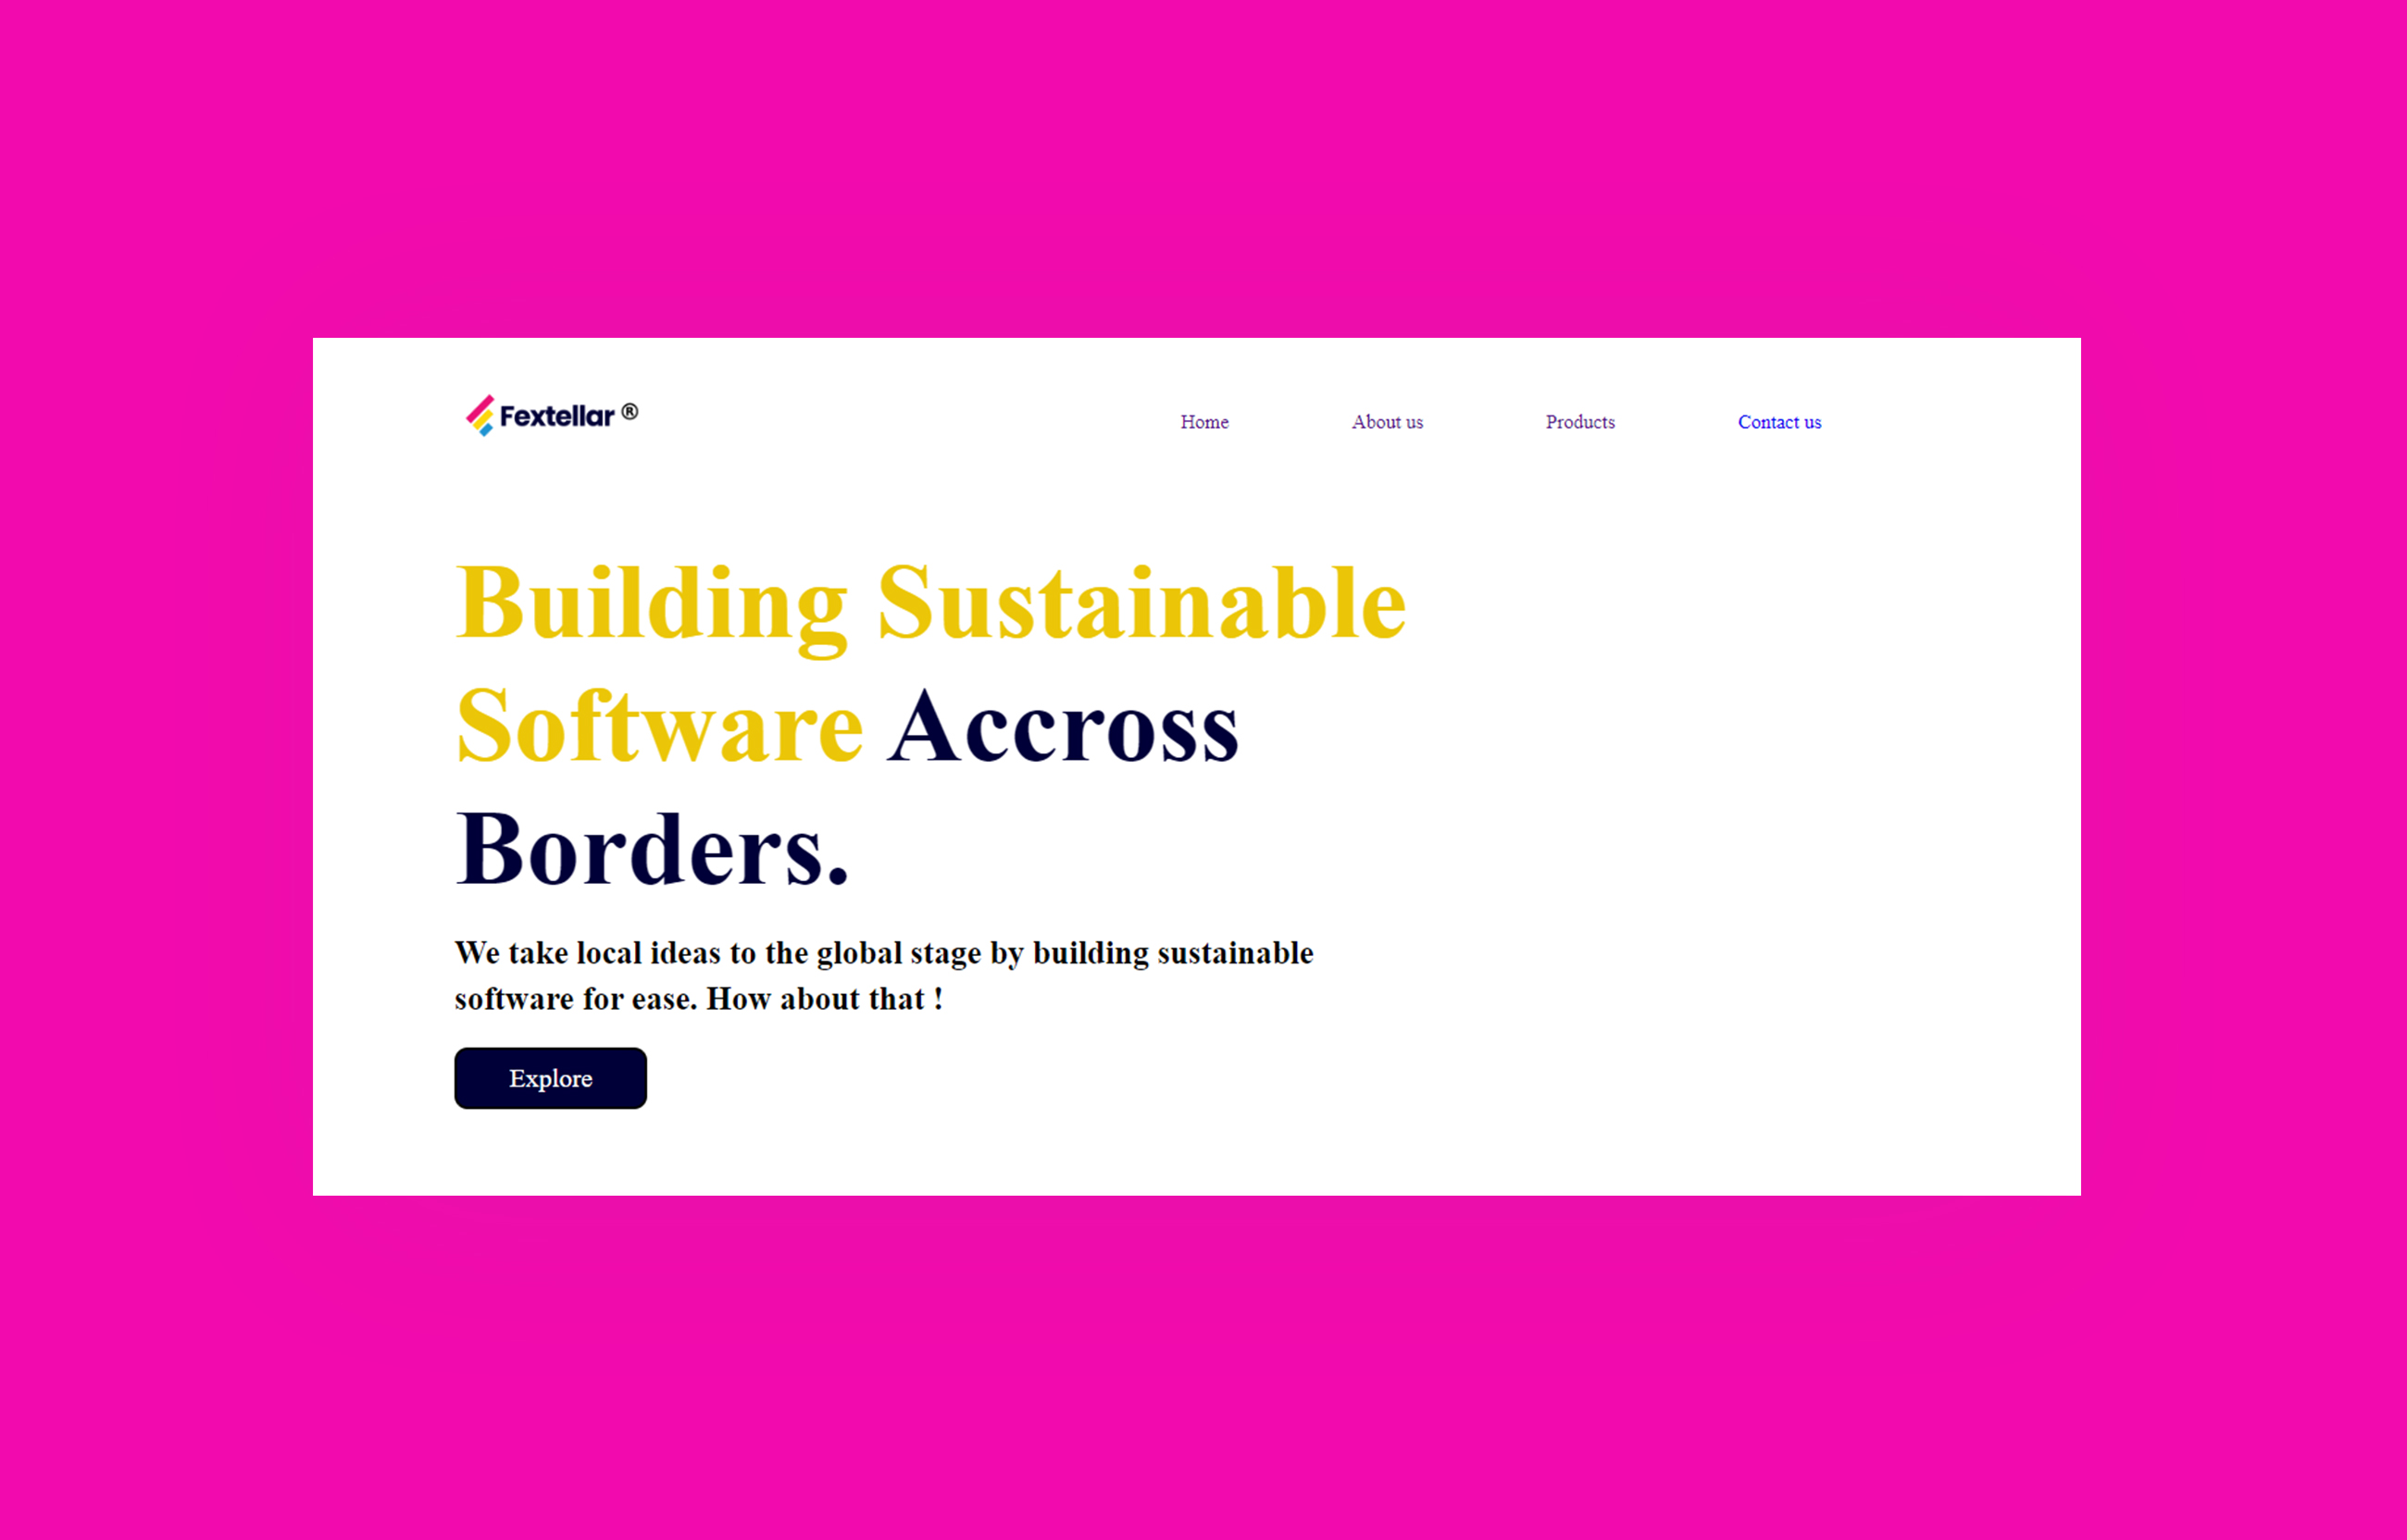 Fextellar ®
Home About us Products Contact us
Building Sustainable
Software Accross
Borders.
We take local ideas to the global stage by building sustainable
software for ease. How about that !
Explore